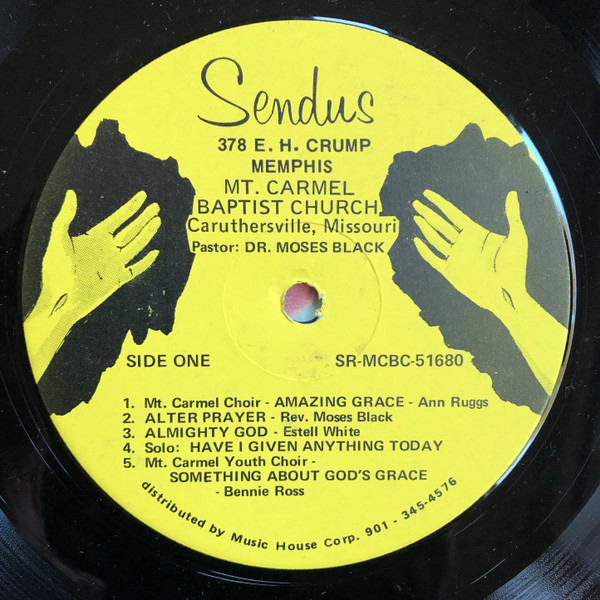 Sendus
378 E. H. CRUMP
MEMPHIS
MT. CARMEL
BAPTIST CHURCH
Caruthersville, Missouri
Pastor: DR. MOSES BLACK
SIDE ONE
SR-MCBC-51680
1. Mt. Carmel Choir - AMAZING GRACE - Ann Ruggs
2. ALTER PRAYER - Rev. Moses Black
3. ALMIGHTY GOD - Estell White
4. Solo: HAVE I GIVEN ANYTHING TODAY
5. Mt. Carmel Youth Choir -
SOMETHING ABOUT GOD'S GRACE
- Bennie Ross
distributed by Music House Corp. 901 - 345-4576